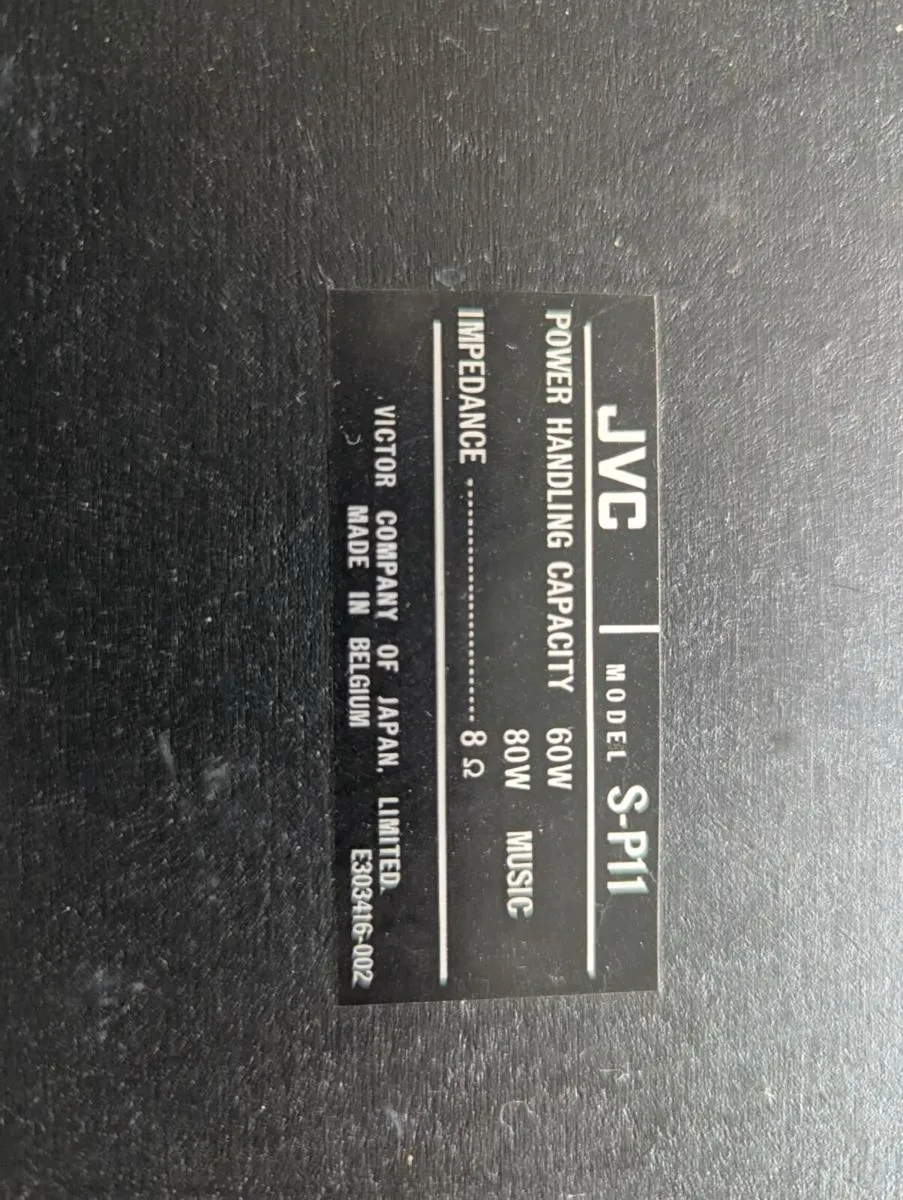 JVC MODEL S-P11
POWER HANDLING CAPACITY 60W
80W MUSIC
IMPEDANCE ........................ 8 Ω
VICTOR COMPANY OF JAPAN, LIMITED.
MADE IN BELGIUM E303416-002